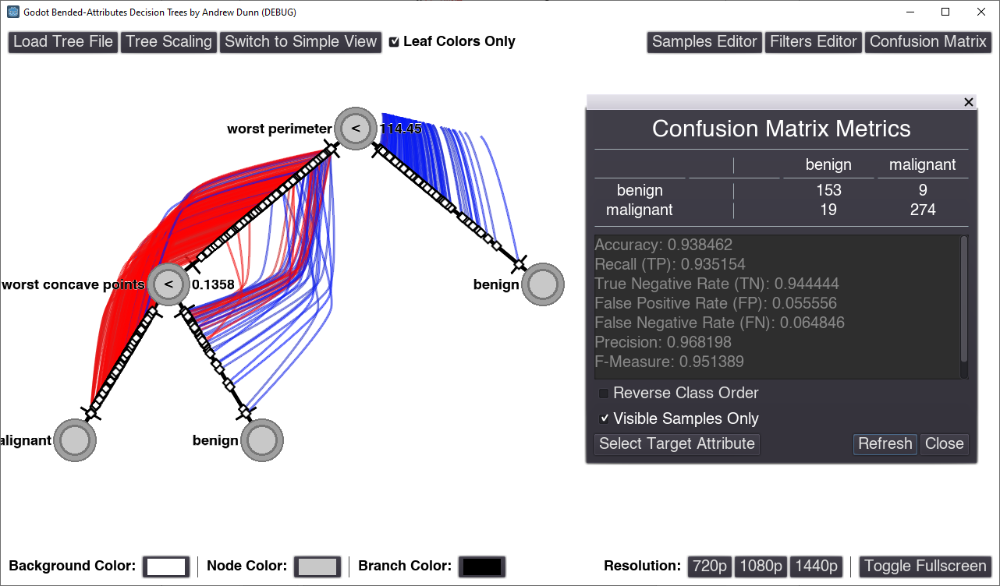 Godot Bended-Attributes Decision Trees by Andrew Dunn (DEBUG)
Load Tree File Tree Scaling Switch to Simple View Leaf Colors Only Samples Editor Filters Editor Confusion Matrix
worst perimeter < 114.45
worst concave points < 0.1358
benign
alignant
benign
Confusion Matrix Metrics
| benign malignant
benign | 153 9
malignant | 19 274
Accuracy: 0.938462
Recall (TP): 0.935154
True Negative Rate (TN): 0.944444
False Positive Rate (FP): 0.055556
False Negative Rate (FN): 0.064846
Precision: 0.968198
F-Measure: 0.951389
Reverse Class Order
Visible Samples Only
Select Target Attribute Refresh Close
Background Color: Node Color: Branch Color: Resolution: 720p 1080p 1440p Toggle Fullscreen